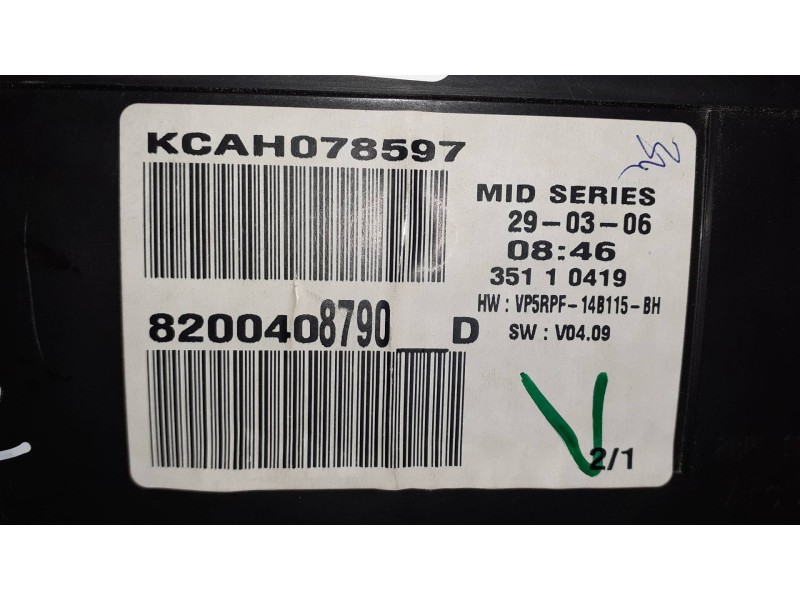 KCAH078597
MID SERIES
29-03-06
08:46
351 1 0419
HW : VP5RPF-14B115-BH
SW : V04.09
8200408790__D
2/1